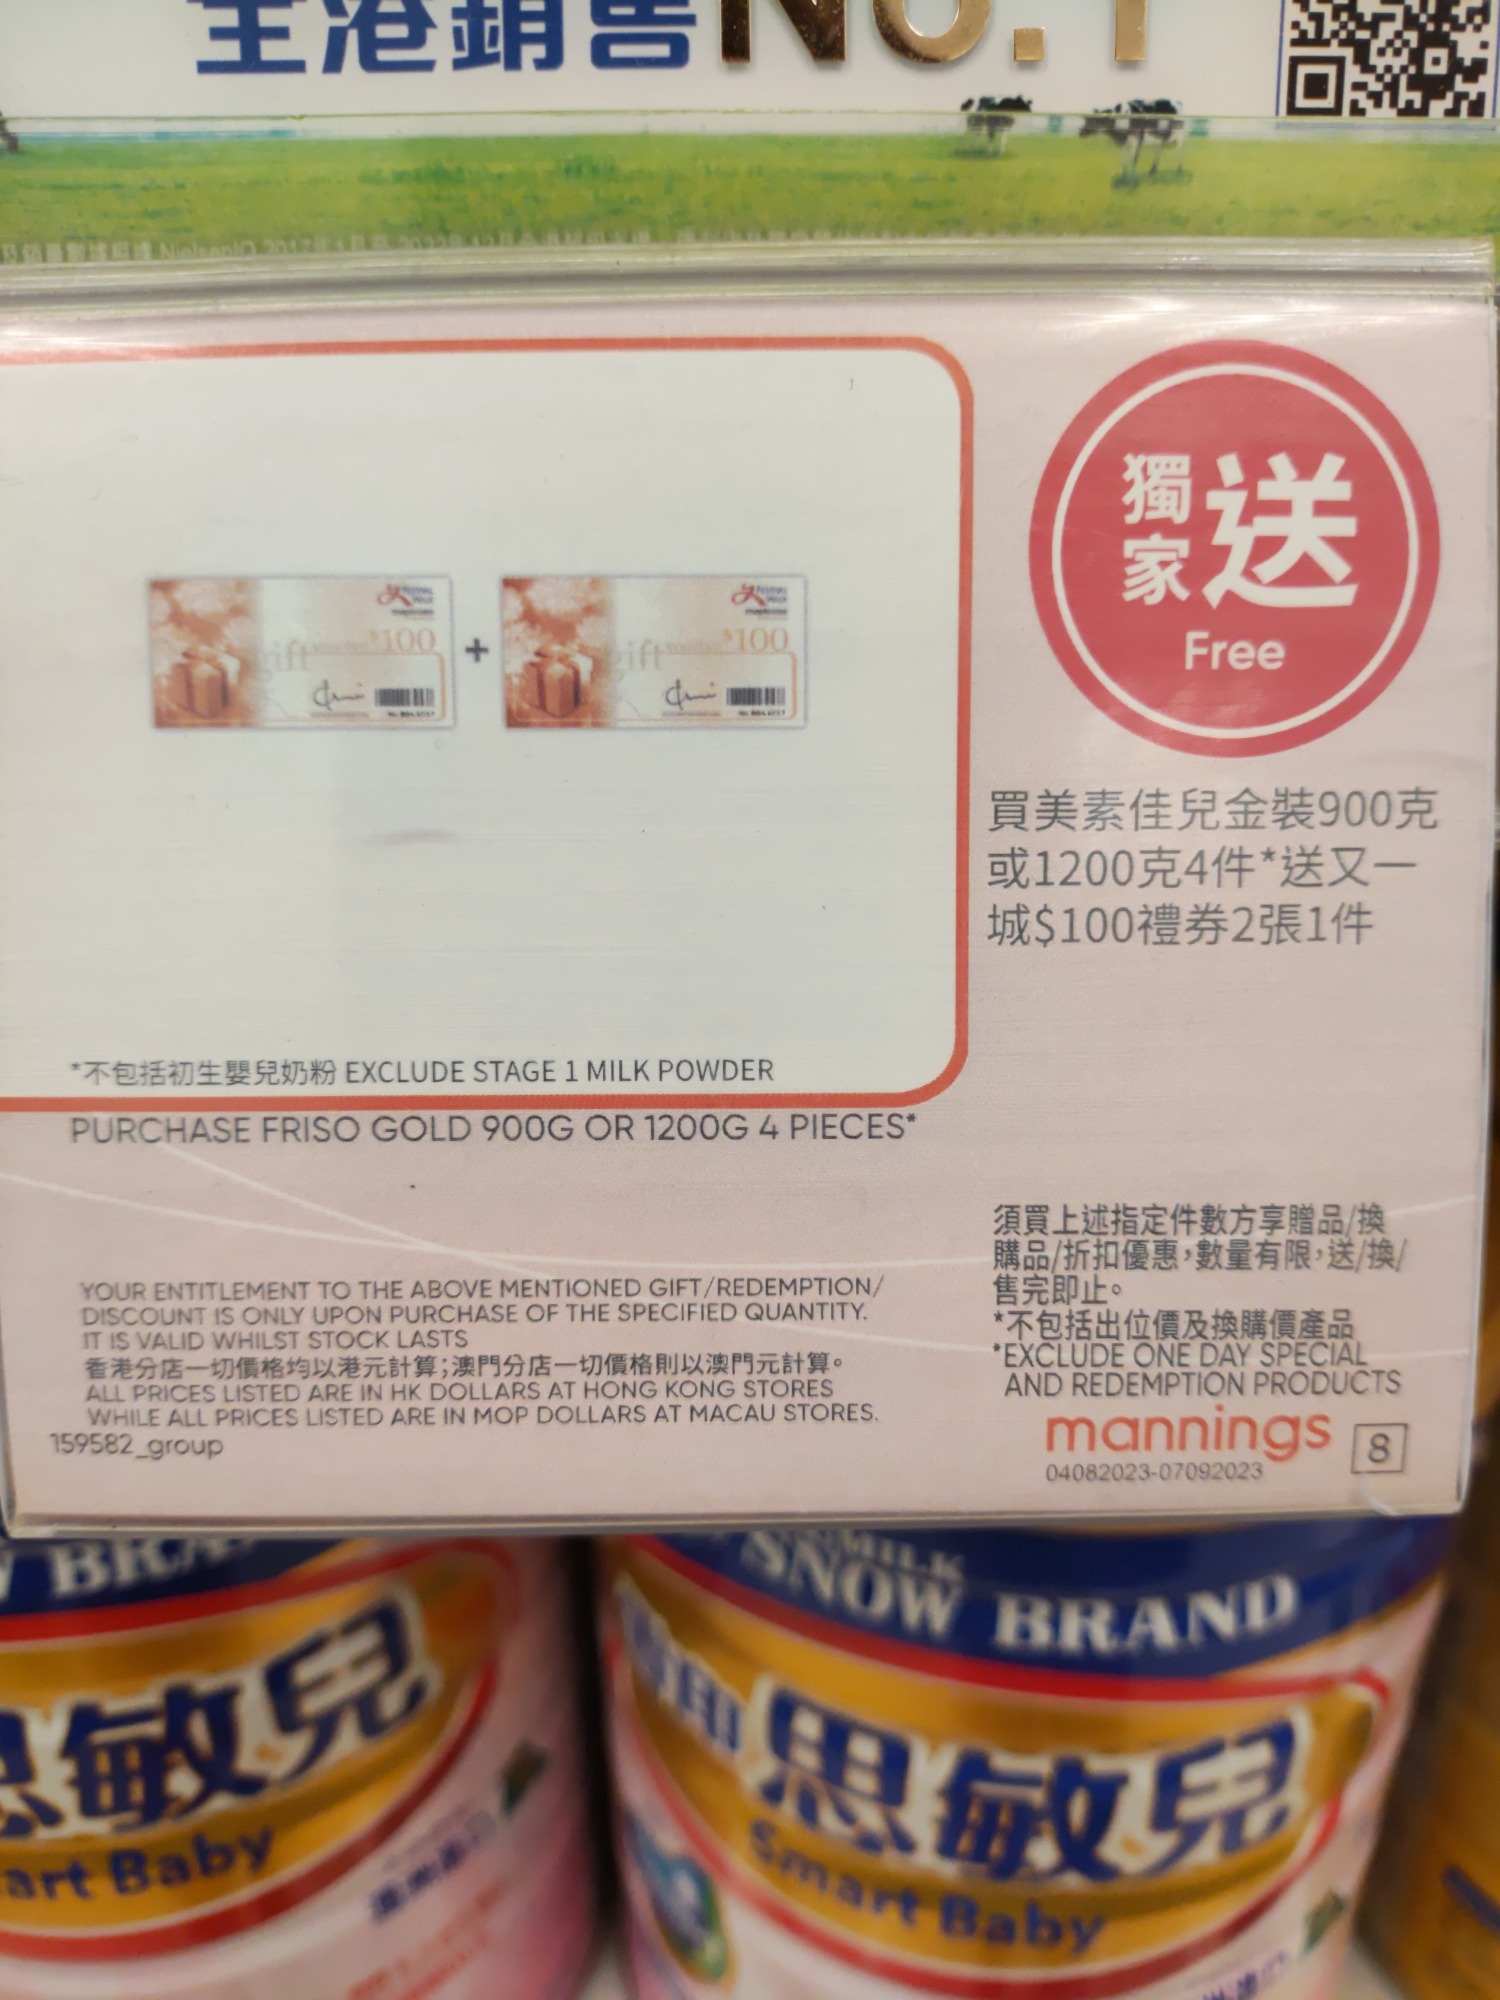 全港銷售NO.1
獨家送
Free
FESTIVAL WALK
gift $100
+
FESTIVAL WALK
gift $100
買美素佳兒金裝900克
或1200克4件*送又一
城$100禮券2張1件
*不包括初生嬰兒奶粉 EXCLUDE STAGE 1 MILK POWDER
PURCHASE FRISO GOLD 900G OR 1200G 4 PIECES*
須買上述指定件數方享贈品/換
購品/折扣優惠,數量有限,送/換/
售完即止。
*不包括出位價及換購價產品
*EXCLUDE ONE DAY SPECIAL
AND REDEMPTION PRODUCTS
YOUR ENTITLEMENT TO THE ABOVE MENTIONED GIFT/REDEMPTION/
DISCOUNT IS ONLY UPON PURCHASE OF THE SPECIFIED QUANTITY.
IT IS VALID WHILST STOCK LASTS
香港分店一切價格均以港元計算;澳門分店一切價格則以澳門元計算。
ALL PRICES LISTED ARE IN HK DOLLARS AT HONG KONG STORES
WHILE ALL PRICES LISTED ARE IN MOP DOLLARS AT MACAU STORES.
159582_group
mannings 8
04082023-07092023
SNOW BRAND
思敏兒
Smart Baby
思敏兒
Baby